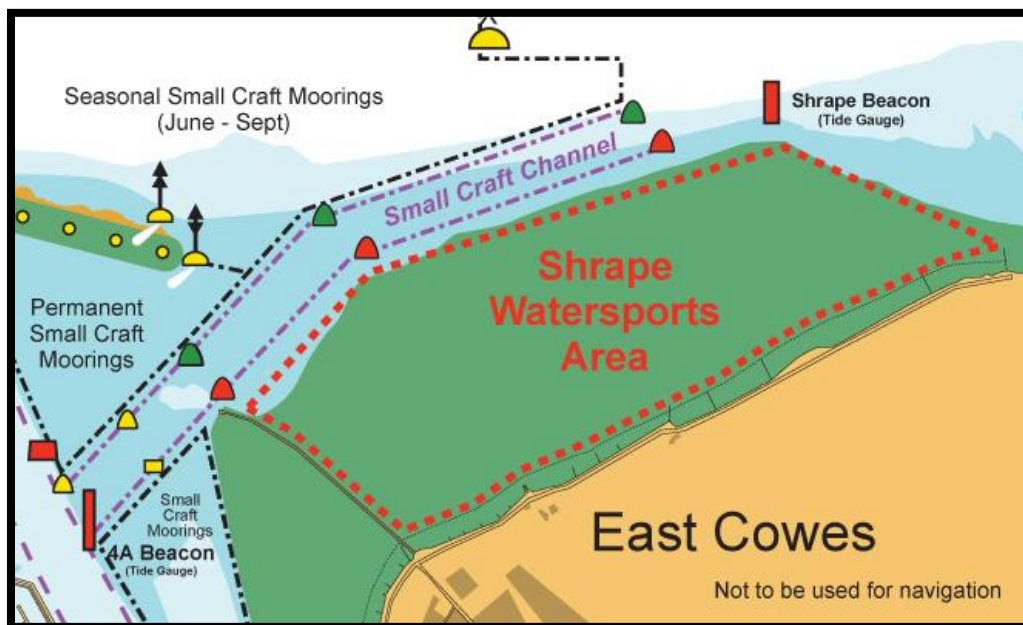 Seasonal Small Craft Moorings
(June - Sept)
Shrape Beacon
(Tide Gauge)
Small Craft Channel
Shrape
Watersports
Area
Permanent
Small Craft
Moorings
Small
Craft
Moorings
4A Beacon
(Tide Gauge)
East Cowes
Not to be used for navigation